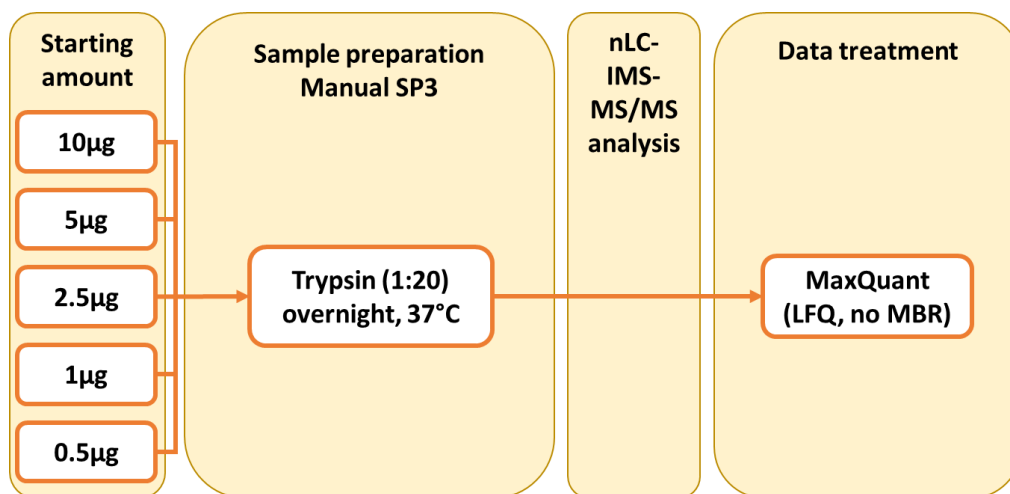 Starting
amount
10µg
5µg
2.5µg
1µg
0.5µg
Sample preparation
Manual SP3
Trypsin (1:20)
overnight, 37°C
nLC-
IMS-
MS/MS
analysis
Data treatment
MaxQuant
(LFQ, no MBR)